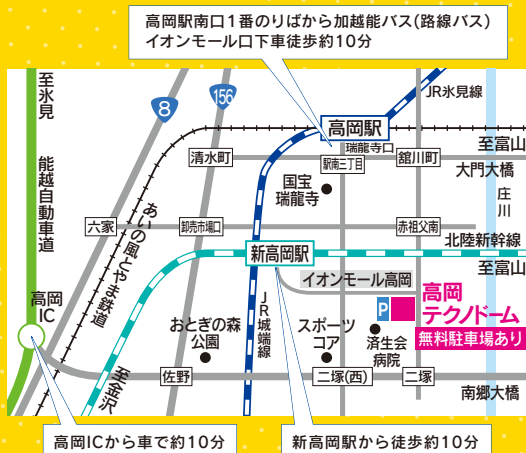 高岡駅南口1番のりばから加越能バス(路線バス)
イオンモール口下車徒歩約10分
至氷見
能越自動車道
8
156
JR氷見線
高岡駅
瑞龍寺口
至富山
清水町
駅南三丁目
舘川町
大門大橋
国宝
瑞龍寺
庄川
あいの風とやま鉄道
六家
卸売市場口
赤祖父南
北陸新幹線
新高岡駅
至富山
イオンモール高岡
高岡
IC
JR城端線
P
高岡
テクノドーム
無料駐車場あり
おとぎの森
公園
スポーツ
コア
済生会
病院
至金沢
佐野
二塚(西)
二塚
南郷大橋
高岡ICから車で約10分
新高岡駅から徒歩約10分